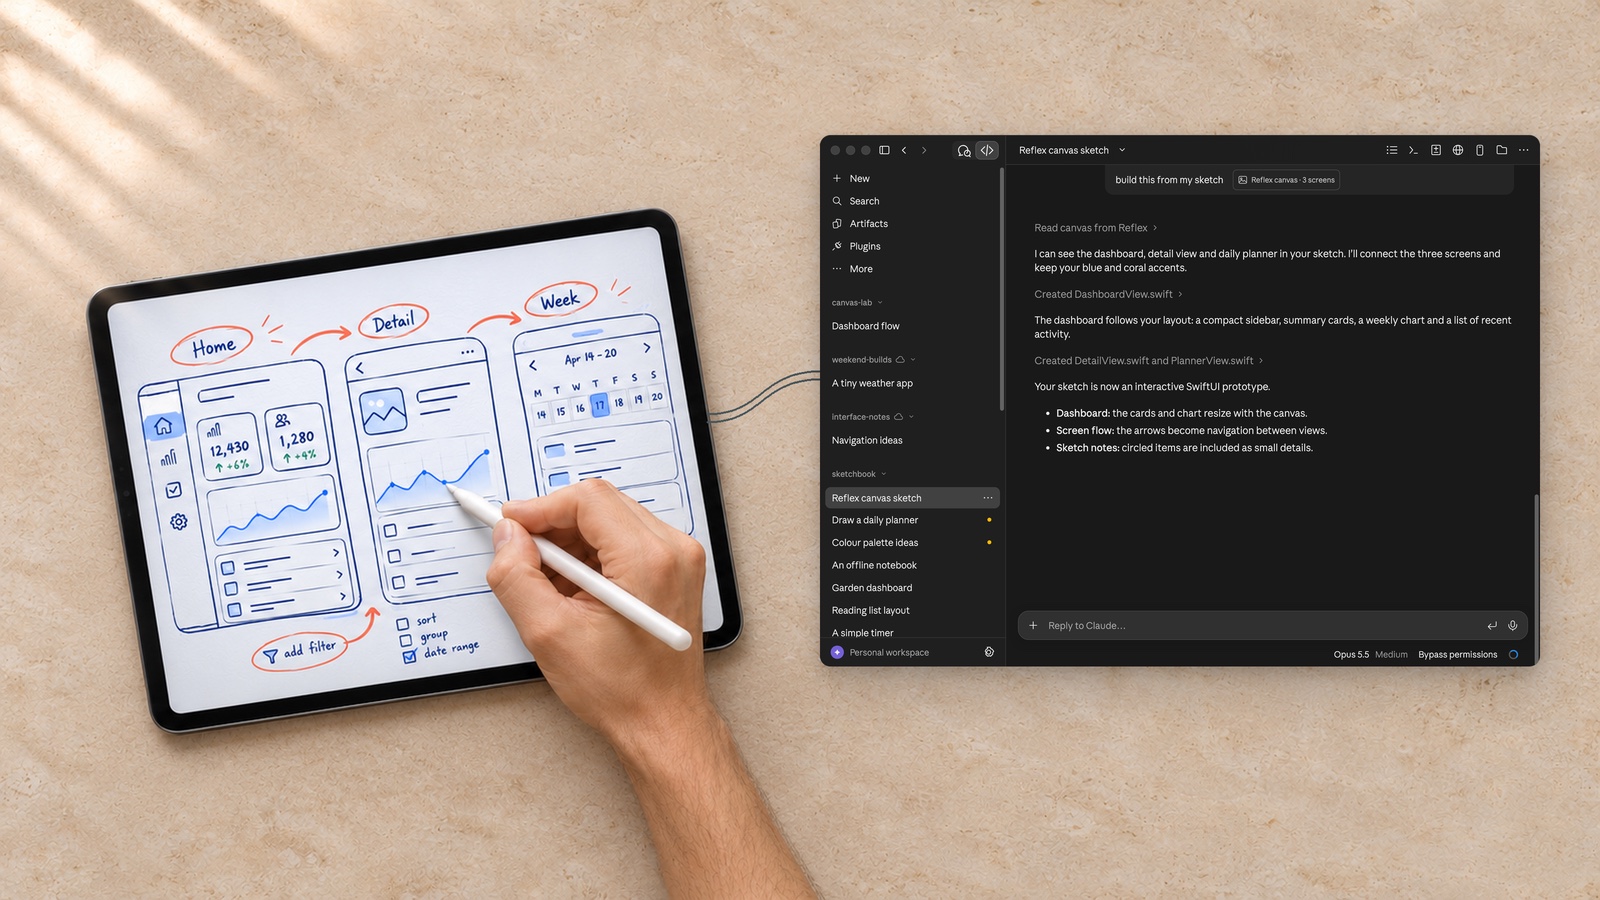 Home
Detail
Week
12,430
+6%
1,280
+4%
Apr 14 - 20
M T W T F S S
14 15 16 17 18 19 20
add filter
sort
group
date range
Reflex canvas sketch
New
Search
Artifacts
Plugins
More
canvas-lab
Dashboard flow
weekend-builds
A tiny weather app
interface-notes
Navigation ideas
sketchbook
Reflex canvas sketch
Draw a daily planner
Colour palette ideas
An offline notebook
Garden dashboard
Reading list layout
A simple timer
Personal workspace
build this from my sketch
Reflex canvas · 3 screens
Read canvas from Reflex
I can see the dashboard, detail view and daily planner in your sketch. I'll connect the three screens and
keep your blue and coral accents.
Created DashboardView.swift
The dashboard follows your layout: a compact sidebar, summary cards, a weekly chart and a list of recent
activity.
Created DetailView.swift and PlannerView.swift
Your sketch is now an interactive SwiftUI prototype.
• Dashboard: the cards and chart resize with the canvas.
• Screen flow: the arrows become navigation between views.
• Sketch notes: circled items are included as small details.
Reply to Claude...
Opus 5.5 Medium Bypass permissions